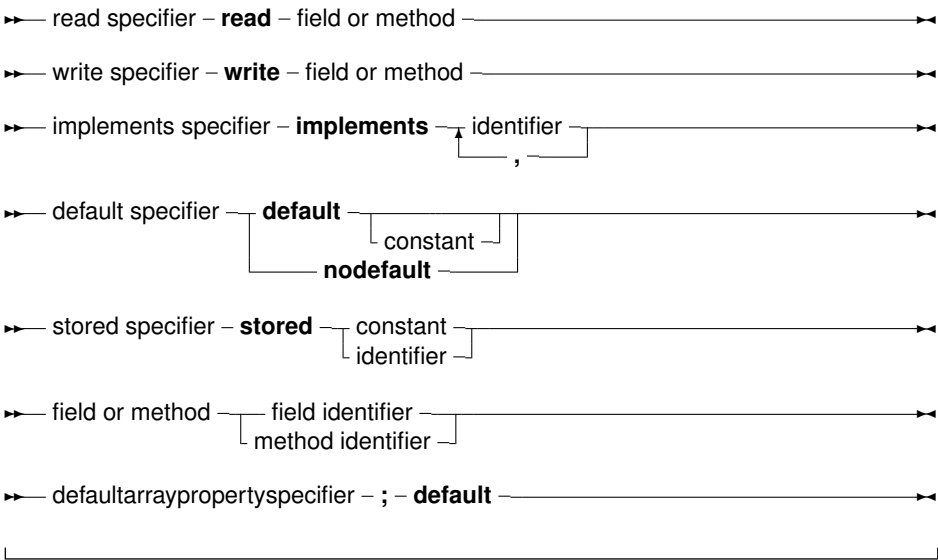 read specifier – read – field or method
write specifier – write – field or method
implements specifier – implements identifier
,
default specifier default
constant
nodefault
stored specifier – stored constant
identifier
field or method field identifier
method identifier
defaultarraypropertyspecifier – ; – default